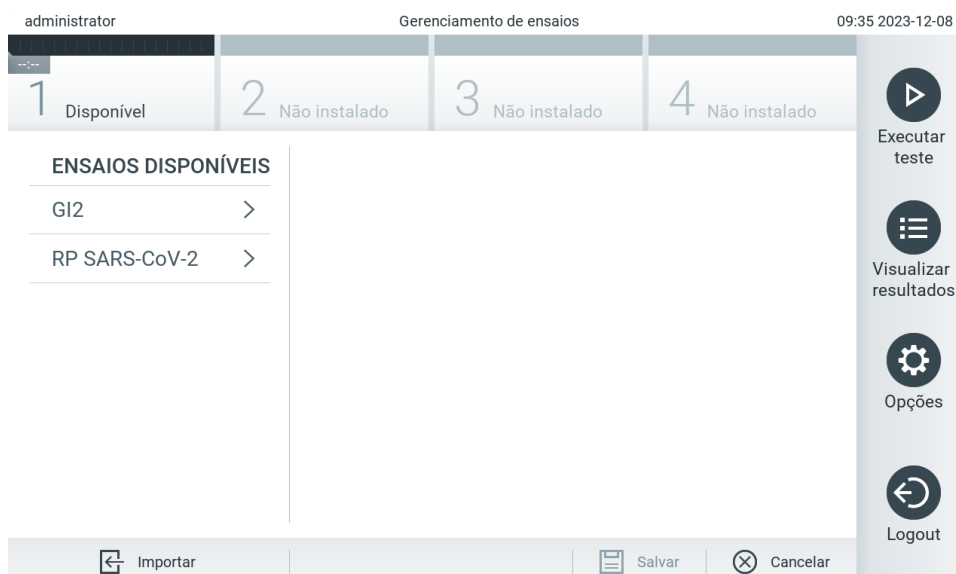 administrator Gerenciamento de ensaios 09:35 2023-12-08
--:--
1 Disponível 2 Não instalado 3 Não instalado 4 Não instalado
Executar
teste
ENSAIOS DISPONÍVEIS
GI2
RP SARS-CoV-2
Visualizar
resultados
Opções
Logout
Importar Salvar Cancelar